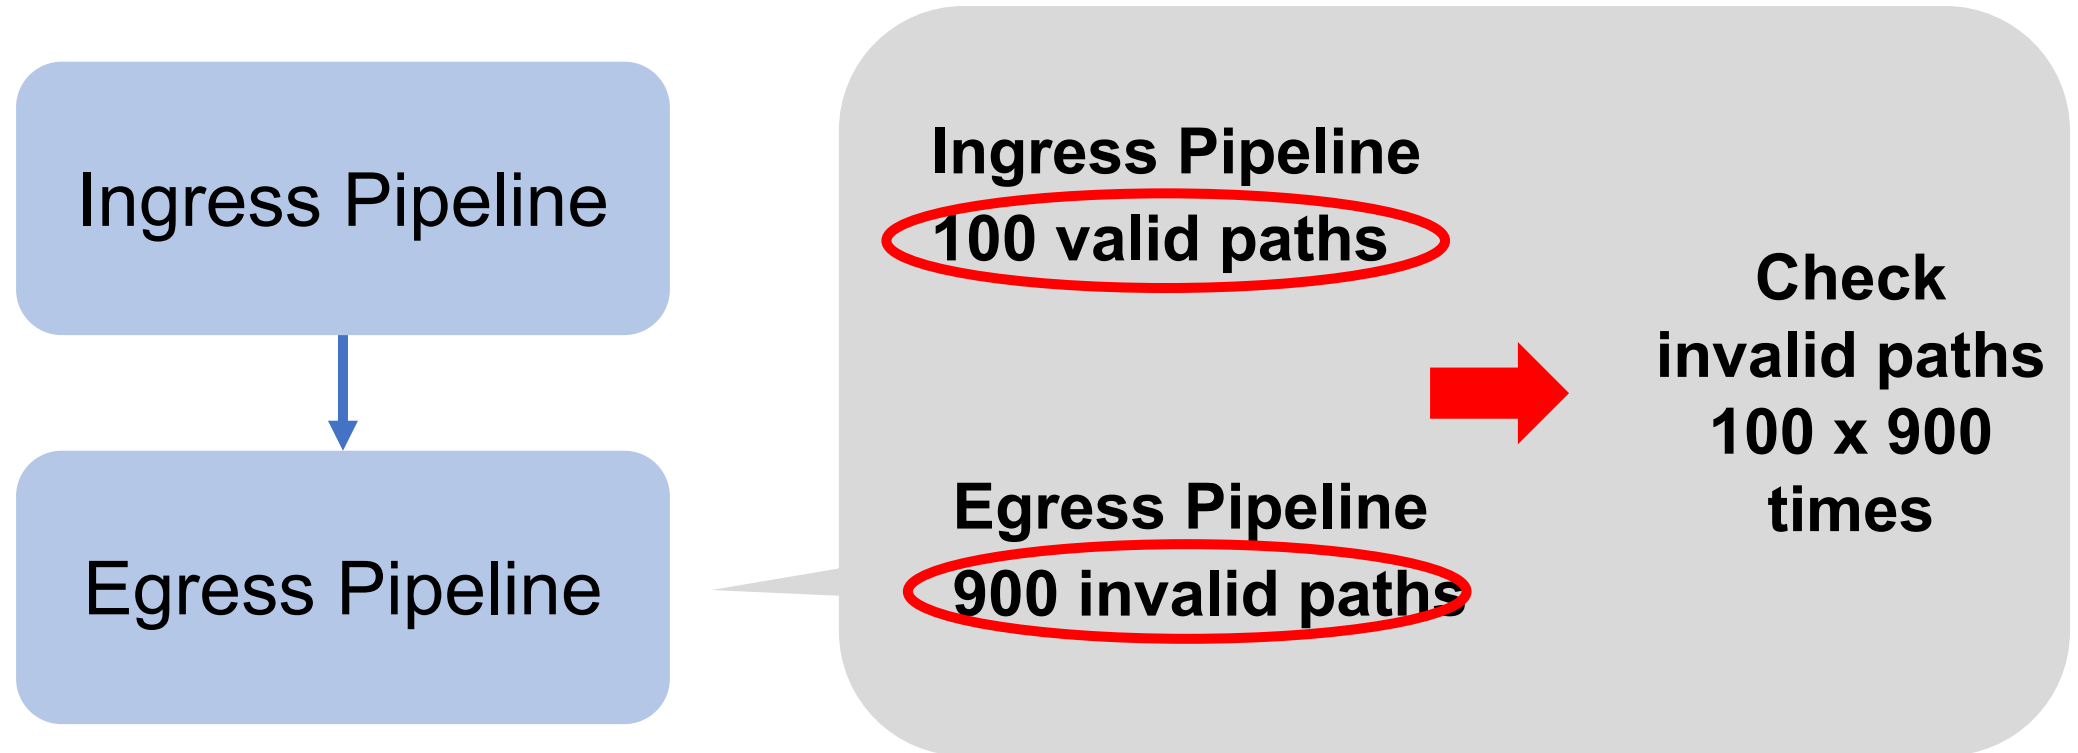 Ingress Pipeline
Egress Pipeline
Ingress Pipeline
100 valid paths
Egress Pipeline
900 invalid paths
Check
invalid paths
100 x 900
times